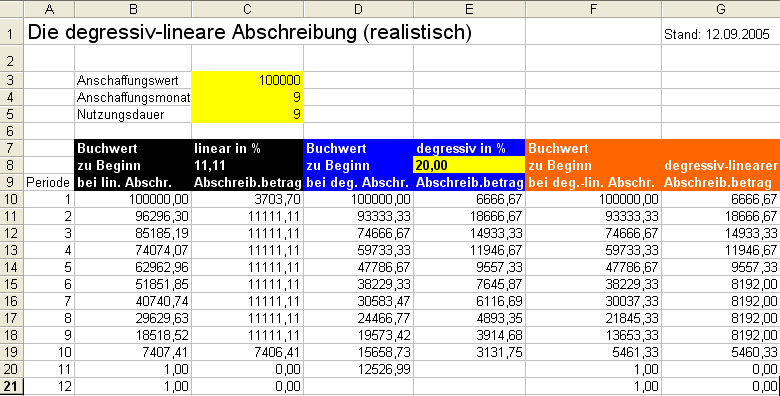 A B C D E F G
1 Die degressiv-lineare Abschreibung (realistisch) Stand: 12.09.2005
2
3 Anschaffungswert 100000
4 Anschaffungsmonat 9
5 Nutzungsdauer 9
6
7 Buchwert linear in % Buchwert degressiv in % Buchwert
8 zu Beginn 11,11 zu Beginn 20,00 zu Beginn degressiv-linearer
9 Periode bei lin. Abschr. Abschreib.betrag bei deg. Abschr. Abschreib.betrag bei deg.-lin. Abschr. Abschreib.betrag
10 1 100000,00 3703,70 100000,00 6666,67 100000,00 6666,67
11 2 96296,30 11111,11 93333,33 18666,67 93333,33 18666,67
12 3 85185,19 11111,11 74666,67 14933,33 74666,67 14933,33
13 4 74074,07 11111,11 59733,33 11946,67 59733,33 11946,67
14 5 62962,96 11111,11 47786,67 9557,33 47786,67 9557,33
15 6 51851,85 11111,11 38229,33 7645,87 38229,33 8192,00
16 7 40740,74 11111,11 30583,47 6116,69 30037,33 8192,00
17 8 29629,63 11111,11 24466,77 4893,35 21845,33 8192,00
18 9 18518,52 11111,11 19573,42 3914,68 13653,33 8192,00
19 10 7407,41 7406,41 15658,73 3131,75 5461,33 5460,33
20 11 1,00 0,00 12526,99 1,00 0,00
21 12 1,00 0,00 1,00 0,00